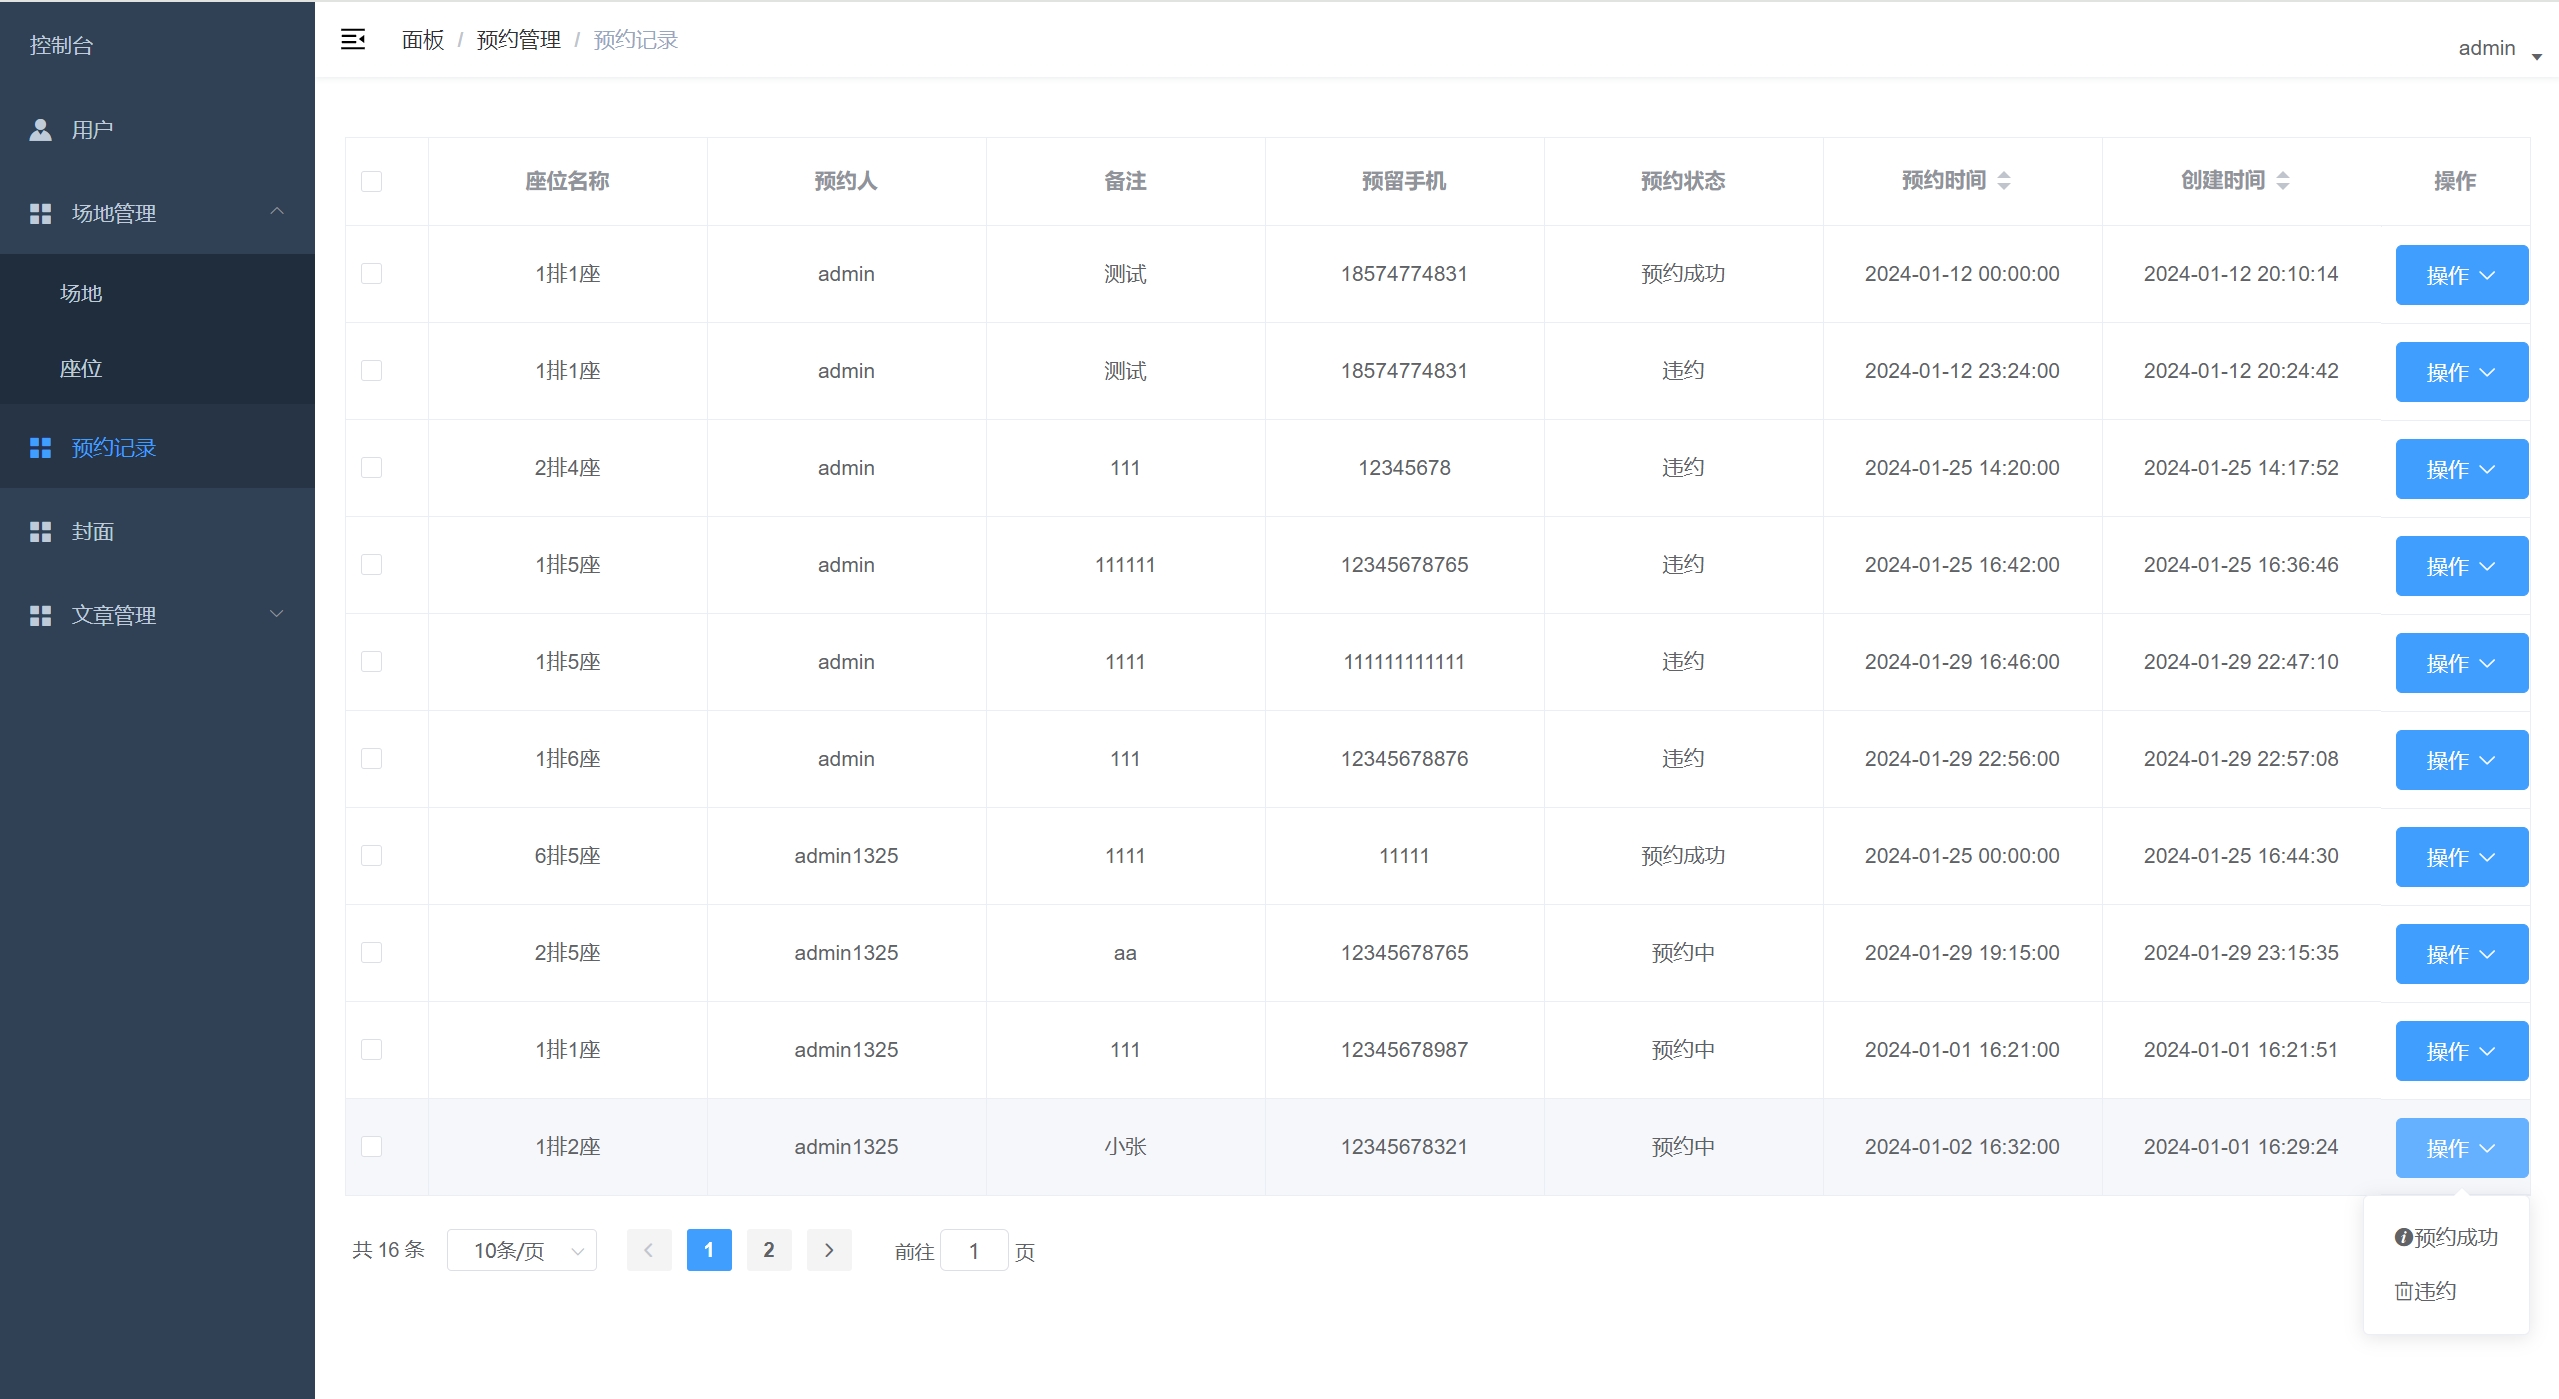 控制台
用户
场地管理
场地
座位
预约记录
封面
文章管理
面板 / 预约管理 / 预约记录
admin
座位名称 预约人 备注 预留手机 预约状态 预约时间 创建时间 操作
1排1座 admin 测试 18574774831 预约成功 2024-01-12 00:00:00 2024-01-12 20:10:14 操作
1排1座 admin 测试 18574774831 违约 2024-01-12 23:24:00 2024-01-12 20:24:42 操作
2排4座 admin 111 12345678 违约 2024-01-25 14:20:00 2024-01-25 14:17:52 操作
1排5座 admin 111111 12345678765 违约 2024-01-25 16:42:00 2024-01-25 16:36:46 操作
1排5座 admin 1111 111111111111 违约 2024-01-29 16:46:00 2024-01-29 22:47:10 操作
1排6座 admin 111 12345678876 违约 2024-01-29 22:56:00 2024-01-29 22:57:08 操作
6排5座 admin1325 1111 11111 预约成功 2024-01-25 00:00:00 2024-01-25 16:44:30 操作
2排5座 admin1325 aa 12345678765 预约中 2024-01-29 19:15:00 2024-01-29 23:15:35 操作
1排1座 admin1325 111 12345678987 预约中 2024-01-01 16:21:00 2024-01-01 16:21:51 操作
1排2座 admin1325 小张 12345678321 预约中 2024-01-02 16:32:00 2024-01-01 16:29:24 操作
共 16 条 10条/页 1 2 前往 1 页
预约成功
违约